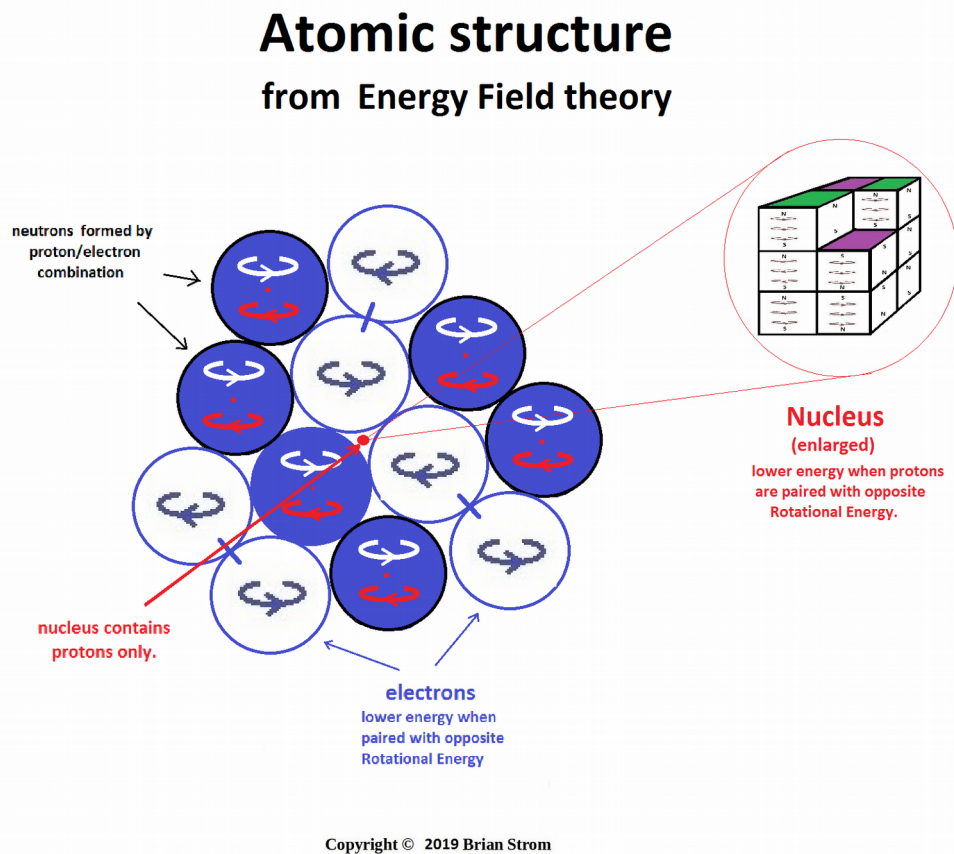 Atomic structure
from Energy Field theory
neutrons formed by
proton/electron
combination
Nucleus
(enlarged)
lower energy when protons
are paired with opposite
Rotational Energy.
nucleus contains
protons only.
electrons
lower energy when
paired with opposite
Rotational Energy
Copyright © 2019 Brian Strom